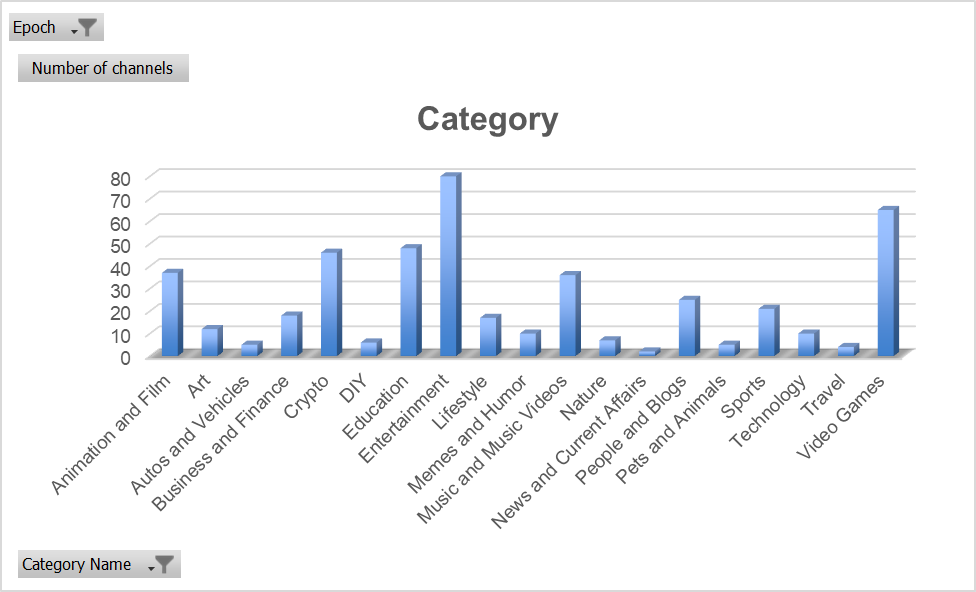 Epoch
Number of channels
Category
80
70
60
50
40
30
20
10
0
Animation and Film
Art
Autos and Vehicles
Business and Finance
Crypto
DIY
Education
Entertainment
Lifestyle
Memes and Humor
Music and Music Videos
Nature
News and Current Affairs
People and Blogs
Pets and Animals
Sports
Technology
Travel
Video Games
Category Name